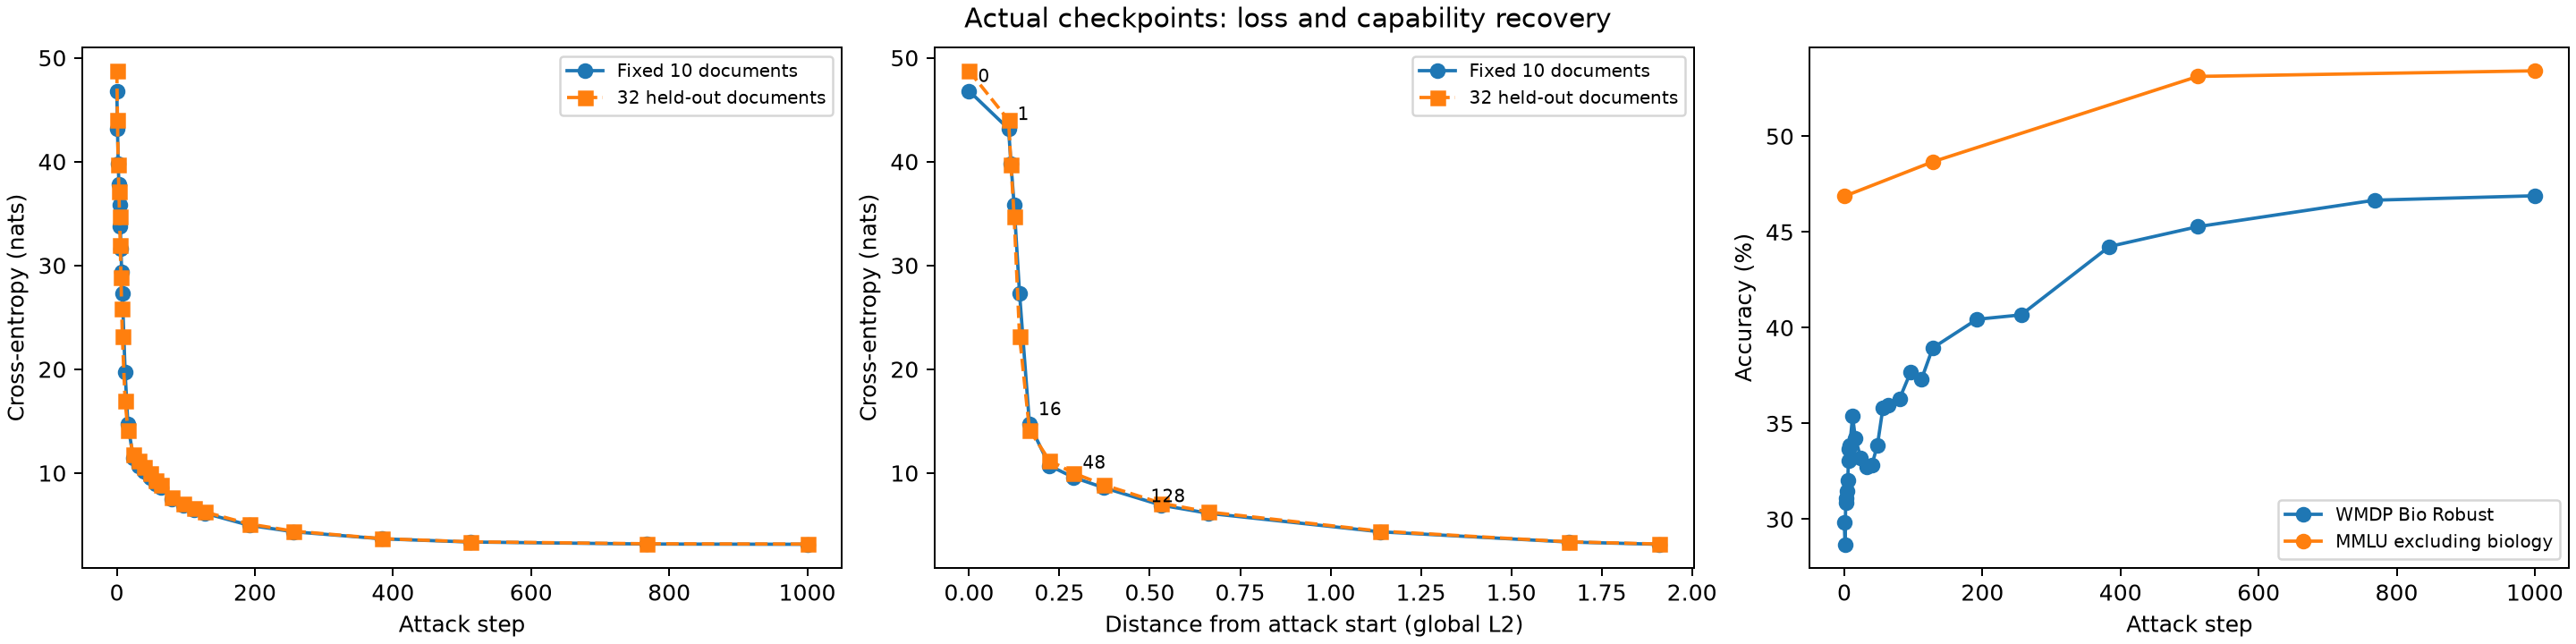 Actual checkpoints: loss and capability recovery
Cross-entropy (nats)
50
40
30
20
10
Fixed 10 documents
32 held-out documents
0 200 400 600 800 1000
Attack step
Cross-entropy (nats)
50
40
30
20
10
0
1
16
48
128
Fixed 10 documents
32 held-out documents
0.00 0.25 0.50 0.75 1.00 1.25 1.50 1.75 2.00
Distance from attack start (global L2)
Accuracy (%)
50
45
40
35
30
WMDP Bio Robust
MMLU excluding biology
0 200 400 600 800 1000
Attack step